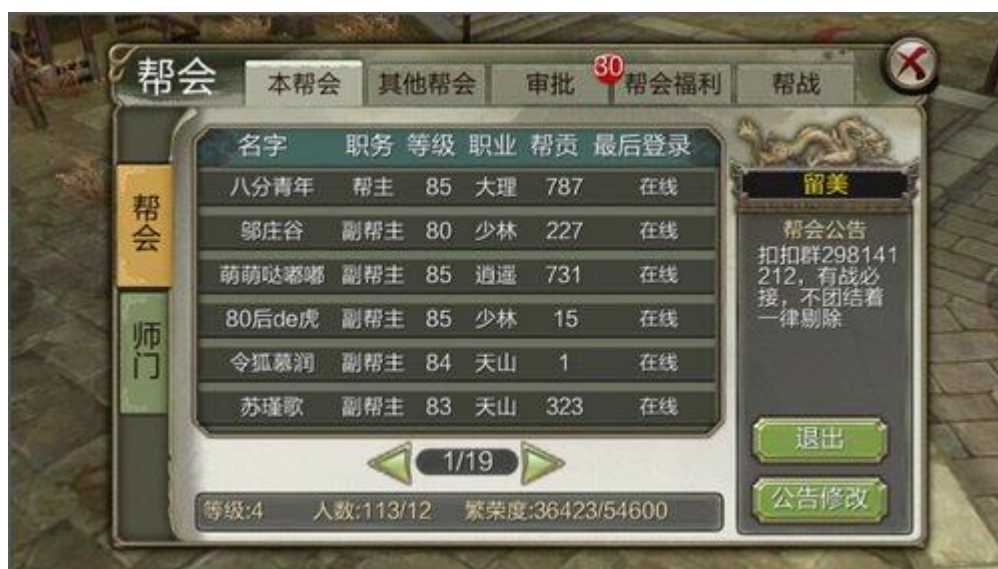 帮会
本帮会 其他帮会 审批 30 帮会福利 帮战
帮会
师门
名字 职务 等级 职业 帮贡 最后登录
八分青年 帮主 85 大理 787 在线
邬庄谷 副帮主 80 少林 227 在线
萌萌哒嘟嘟 副帮主 85 逍遥 731 在线
80后de虎 副帮主 85 少林 15 在线
令狐慕润 副帮主 84 天山 1 在线
苏瑾歌 副帮主 83 天山 323 在线
1/19
等级:4 人数:113/12 繁荣度:36423/54600
留美
帮会公告
扣扣群298141
212，有战必
接，不团结着
一律剔除
退出
公告修改